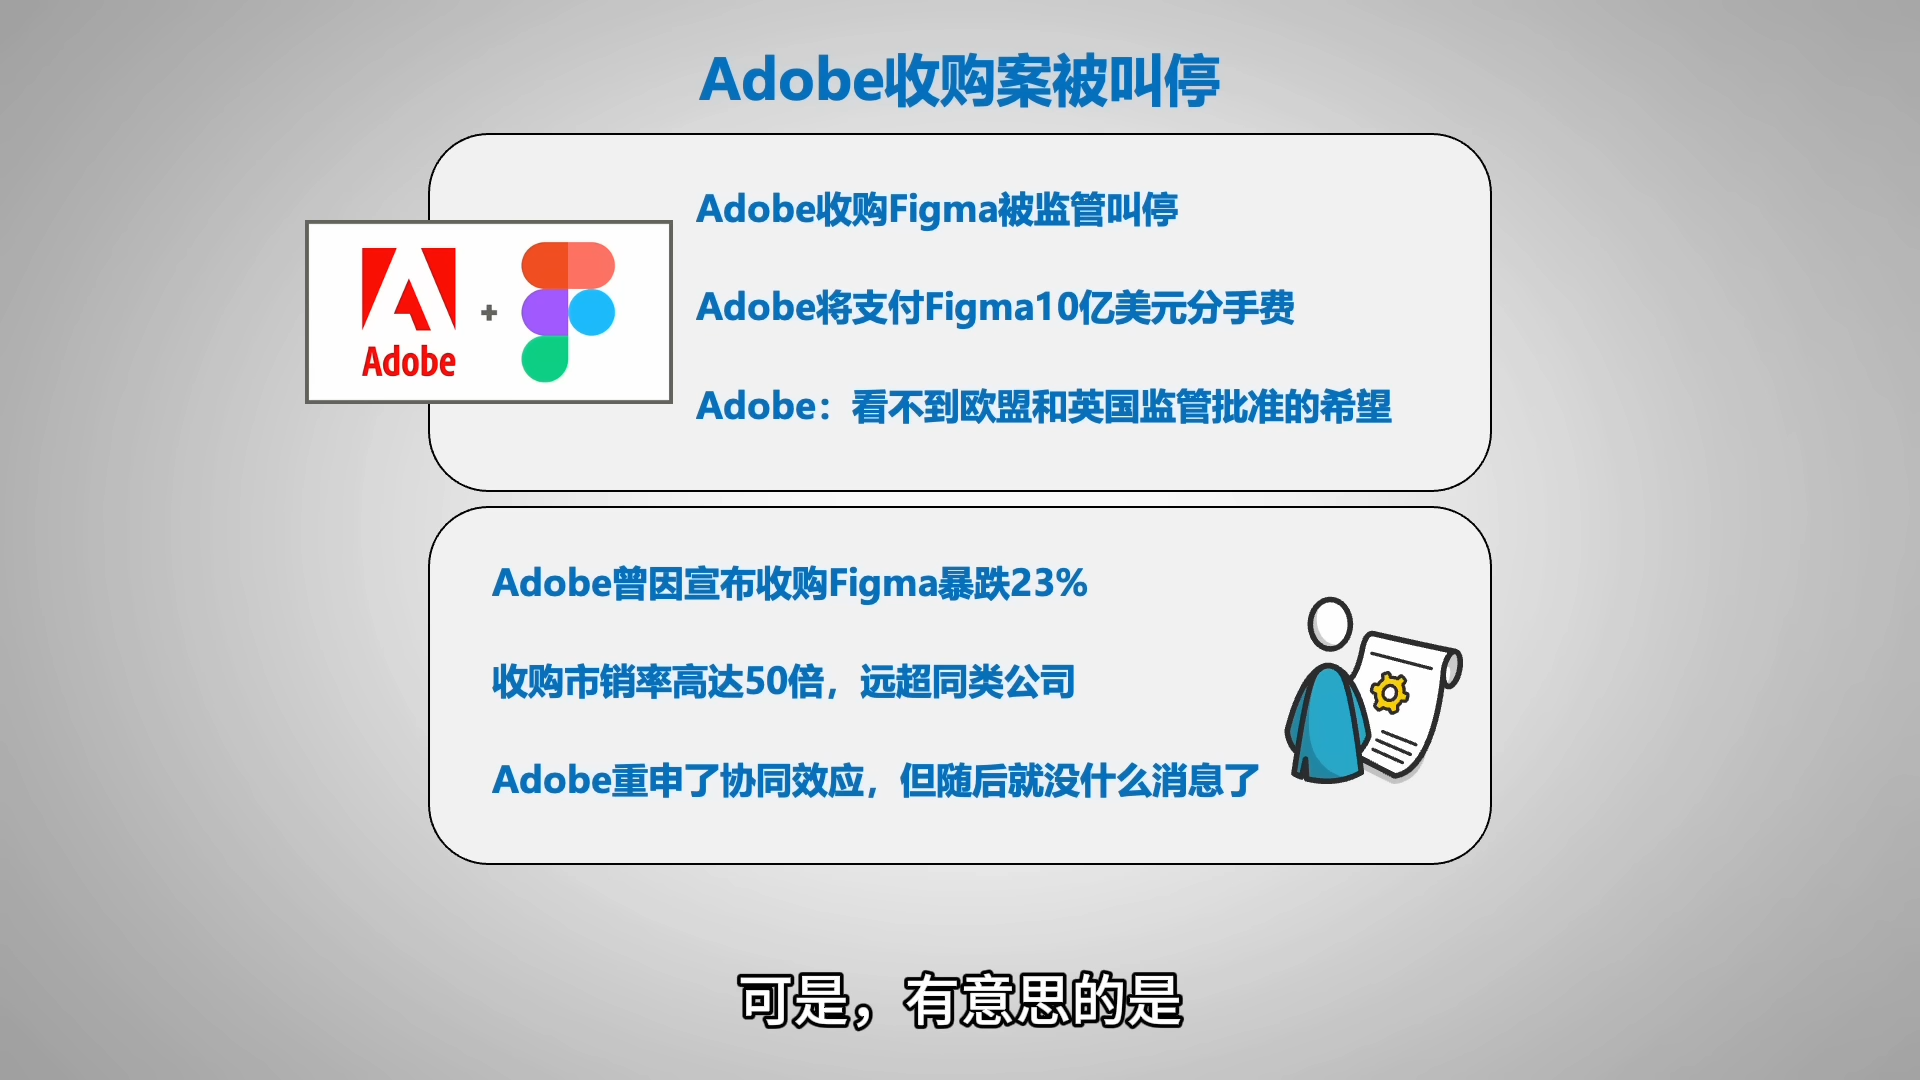 Adobe收购案被叫停
Adobe收购Figma被监管叫停
Adobe将支付Figma10亿美元分手费
Adobe：看不到欧盟和英国监管批准的希望
Adobe
+
Adobe曾因宣布收购Figma暴跌23%
收购市销率高达50倍，远超同类公司
Adobe重申了协同效应，但随后就没什么消息了
可是，有意思的是